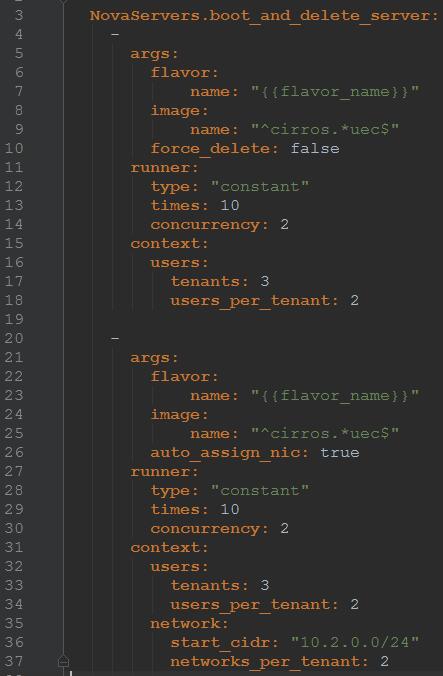 3 NovaServers.boot_and_delete_server:
4 -
5 args:
6 flavor:
7 name: "{{flavor_name}}"
8 image:
9 name: "^cirros.*uec$"
10 force_delete: false
11 runner:
12 type: "constant"
13 times: 10
14 concurrency: 2
15 context:
16 users:
17 tenants: 3
18 users_per_tenant: 2
19
20 -
21 args:
22 flavor:
23 name: "{{flavor_name}}"
24 image:
25 name: "^cirros.*uec$"
26 auto_assign_nic: true
27 runner:
28 type: "constant"
29 times: 10
30 concurrency: 2
31 context:
32 users:
33 tenants: 3
34 users_per_tenant: 2
35 network:
36 start_cidr: "10.2.0.0/24"
37 networks_per_tenant: 2